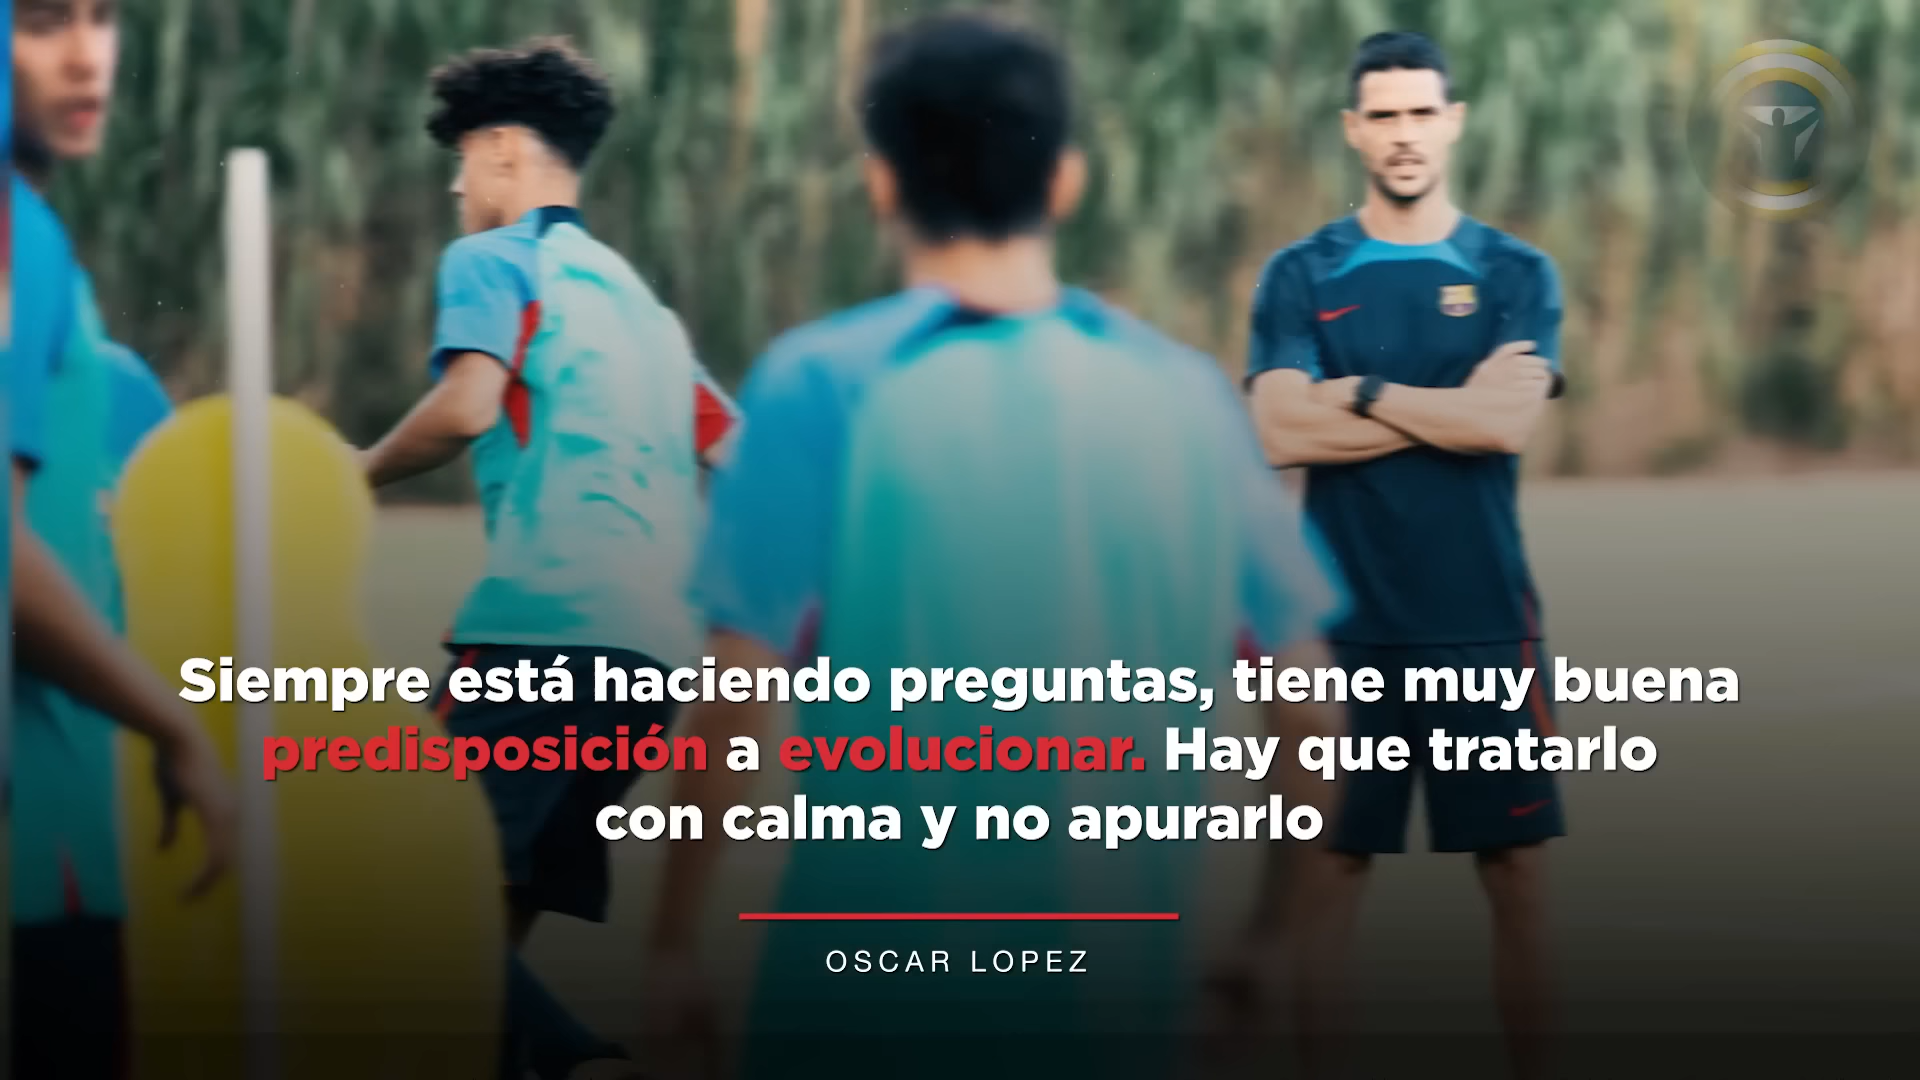 Siempre está haciendo preguntas, tiene muy buena
predisposición a evolucionar. Hay que tratarlo
con calma y no apurarlo
OSCAR LOPEZ